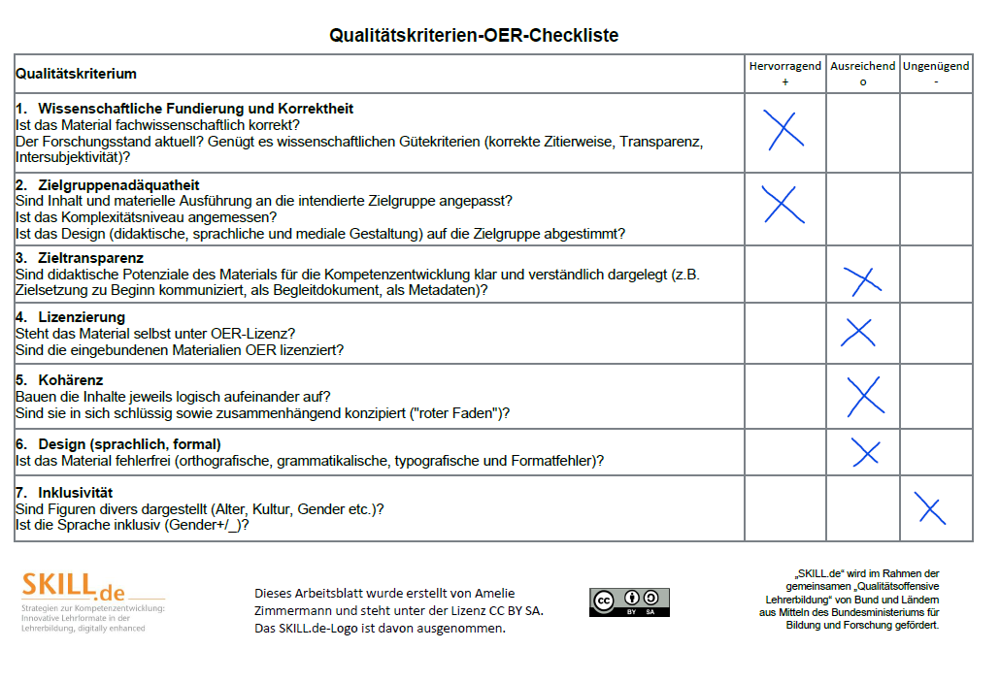 Qualitätskriterien-OER-Checkliste
Qualitätskriterium
Hervorragend
+
Ausreichend
o
Ungenügend
-
1. Wissenschaftliche Fundierung und Korrektheit
Ist das Material fachwissenschaftlich korrekt?
Der Forschungsstand aktuell? Genügt es wissenschaftlichen Gütekriterien (korrekte Zitierweise, Transparenz,
Intersubjektivität)?
2. Zielgruppenadäquatheit
Sind Inhalt und materielle Ausführung an die intendierte Zielgruppe angepasst?
Ist das Komplexitätsniveau angemessen?
Ist das Design (didaktische, sprachliche und mediale Gestaltung) auf die Zielgruppe abgestimmt?
3. Zieltransparenz
Sind didaktische Potenziale des Materials für die Kompetenzentwicklung klar und verständlich dargelegt (z.B.
Zielsetzung zu Beginn kommuniziert, als Begleitdokument, als Metadaten)?
4. Lizenzierung
Steht das Material selbst unter OER-Lizenz?
Sind die eingebundenen Materialien OER lizenziert?
5. Kohärenz
Bauen die Inhalte jeweils logisch aufeinander auf?
Sind sie in sich schlüssig sowie zusammenhängend konzipiert ("roter Faden")?
6. Design (sprachlich, formal)
Ist das Material fehlerfrei (orthografische, grammatikalische, typografische und Formatfehler)?
7. Inklusivität
Sind Figuren divers dargestellt (Alter, Kultur, Gender etc.)?
Ist die Sprache inklusiv (Gender+/_)?
SKILL.de
Strategien zur Kompetenzentwicklung:
Innovative Lehrformate in der
Lehrerbildung, digitally enhanced
Dieses Arbeitsblatt wurde erstellt von Amelie
Zimmermann und steht unter der Lizenz CC BY SA.
Das SKILL.de-Logo ist davon ausgenommen.
cc
BY SA
„SKILL.de“ wird im Rahmen der
gemeinsamen „Qualitätsoffensive
Lehrerbildung“ von Bund und Ländern
aus Mitteln des Bundesministeriums für
Bildung und Forschung gefördert.